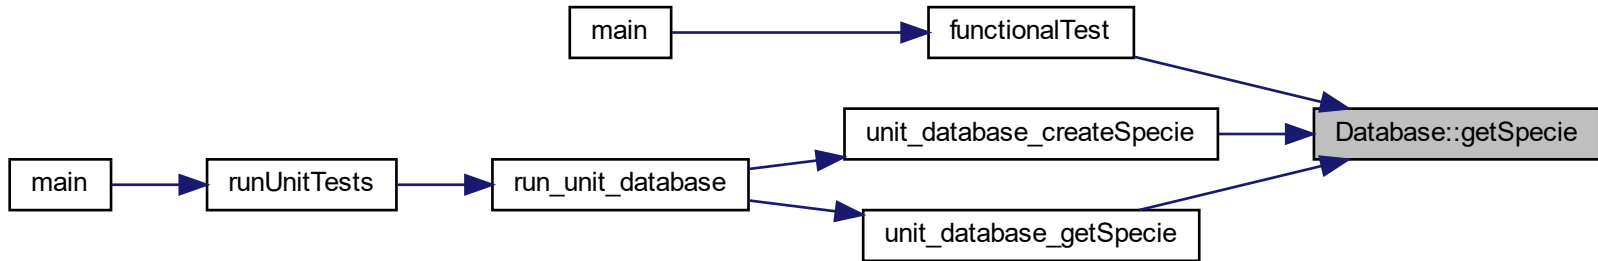 main
functionalTest
unit_database_createSpecie
Database::getSpecie
main
runUnitTests
run_unit_database
unit_database_getSpecie